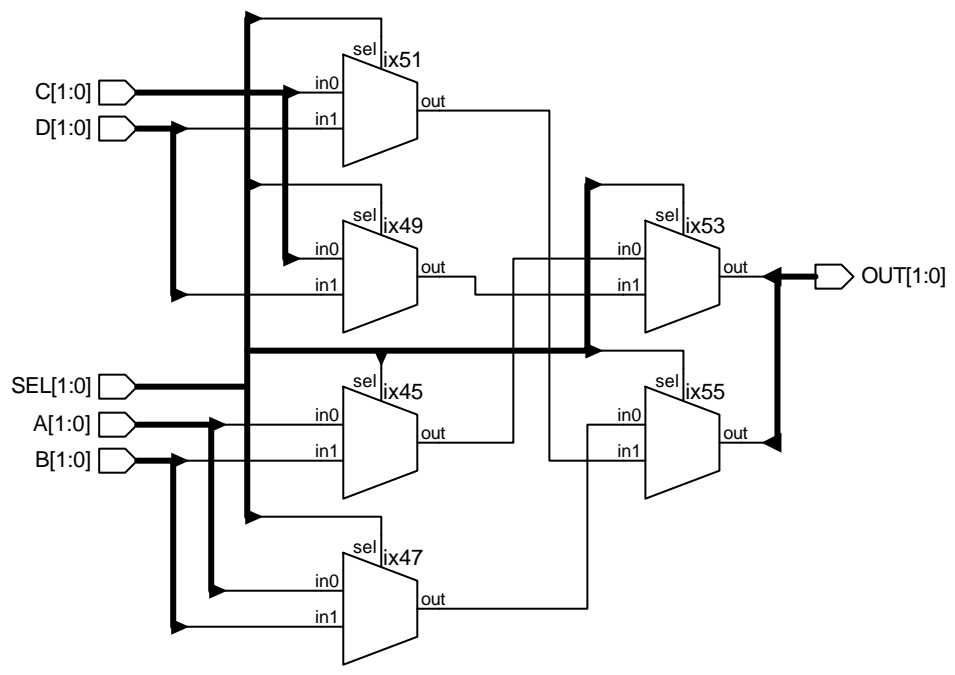 sel ix51
C[1:0] in0
out
D[1:0] in1
sel ix49
sel ix53
in0
in0
out
out
OUT[1:0]
in1
in1
SEL[1:0]
sel ix45
sel ix55
A[1:0] in0
in0
out
out
B[1:0] in1
in1
sel ix47
in0
out
in1